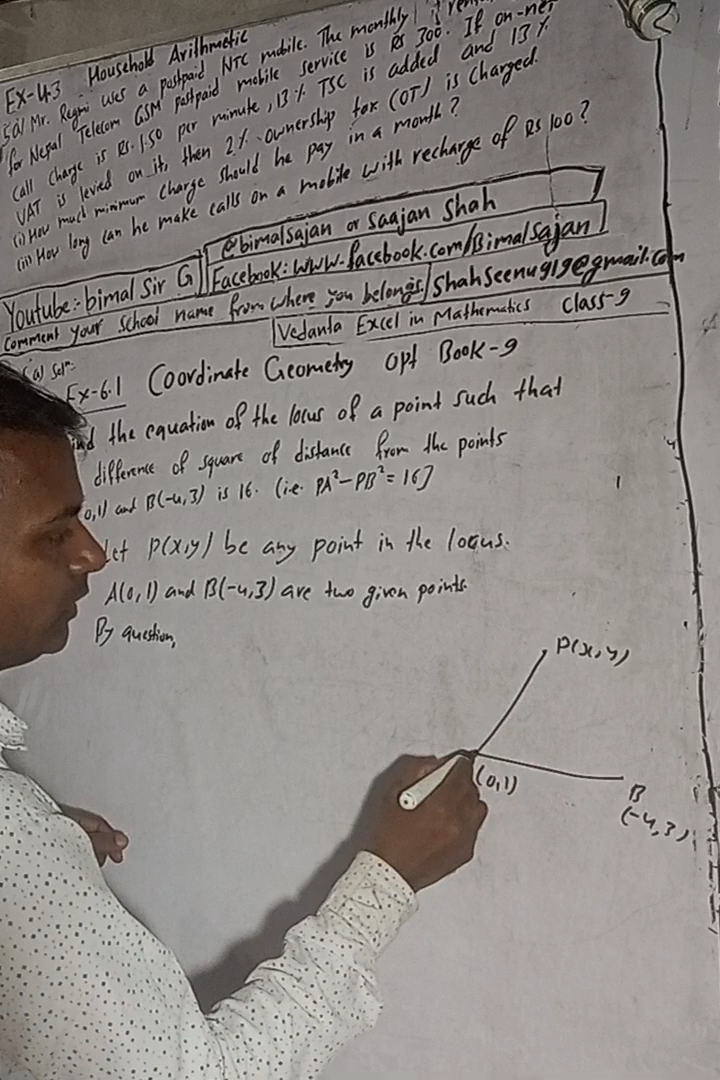 Ex-4.3 Household Arithmetic
5(a) Mr. Regmi uses a postpaid NTC mobile. The monthly
for Nepal Telecom GSM postpaid mobile service is Rs 300. If on-net
call charge is Rs. 1.50 per minute, 13% TSC is added and 13%
VAT is levied on it, then 2% ownership tax (OT) is charged.
(i) How much minimum charge should he pay in a month?
(ii) How long can he make calls on a mobile with recharge of Rs 100?
@bimalsajan or Saajan Shah
Youtube:- bimal Sir G
Facebook: www.facebook.com/Bimalsajan
Comment your school name from where you belongs.
shahseenu919@gmail.com
Vedanta Excel in Mathematics class-9
(a) Solⁿ:-
Ex-6.1 Coordinate Geometry opt Book-9
the equation of the locus of a point such that
difference of square of distance from the points
0,1) and B(-4,3) is 16. (i.e. PA²-PB²=16]
Let P(x,y) be any point in the locus.
A(0,1) and B(-4,3) are two given points.
By question,
P(x,y)
(0,1)
B
(-4,3)